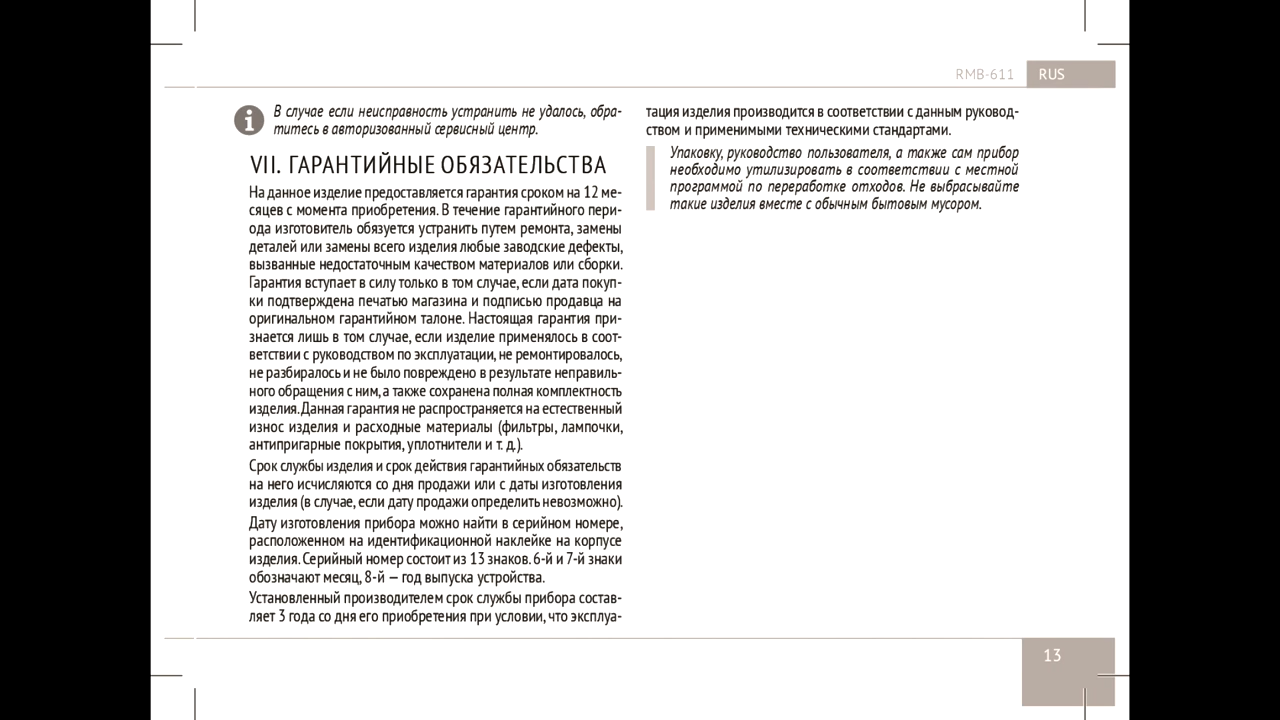 RMB-611 RUS
В случае если неисправность устранить не удалось, обра-
титесь в авторизованный сервисный центр.
VII. ГАРАНТИЙНЫЕ ОБЯЗАТЕЛЬСТВА
На данное изделие предоставляется гарантия сроком на 12 ме-
сяцев с момента приобретения. В течение гарантийного пери-
ода изготовитель обязуется устранить путем ремонта, замены
деталей или замены всего изделия любые заводские дефекты,
вызванные недостаточным качеством материалов или сборки.
Гарантия вступает в силу только в том случае, если дата покуп-
ки подтверждена печатью магазина и подписью продавца на
оригинальном гарантийном талоне. Настоящая гарантия при-
знается лишь в том случае, если изделие применялось в соот-
ветствии с руководством по эксплуатации, не ремонтировалось,
не разбиралось и не было повреждено в результате неправиль-
ного обращения с ним, а также сохранена полная комплектность
изделия. Данная гарантия не распространяется на естественный
износ изделия и расходные материалы (фильтры, лампочки,
антипригарные покрытия, уплотнители и т. д.).
Срок службы изделия и срок действия гарантийных обязательств
на него исчисляются со дня продажи или с даты изготовления
изделия (в случае, если дату продажи определить невозможно).
Дату изготовления прибора можно найти в серийном номере,
расположенном на идентификационной наклейке на корпусе
изделия. Серийный номер состоит из 13 знаков. 6-й и 7-й знаки
обозначают месяц, 8-й — год выпуска устройства.
Установленный производителем срок службы прибора состав-
ляет 3 года со дня его приобретения при условии, что эксплуа-
тация изделия производится в соответствии с данным руковод-
ством и применимыми техническими стандартами.
Упаковку, руководство пользователя, а также сам прибор
необходимо утилизировать в соответствии с местной
программой по переработке отходов. Не выбрасывайте
такие изделия вместе с обычным бытовым мусором.
13